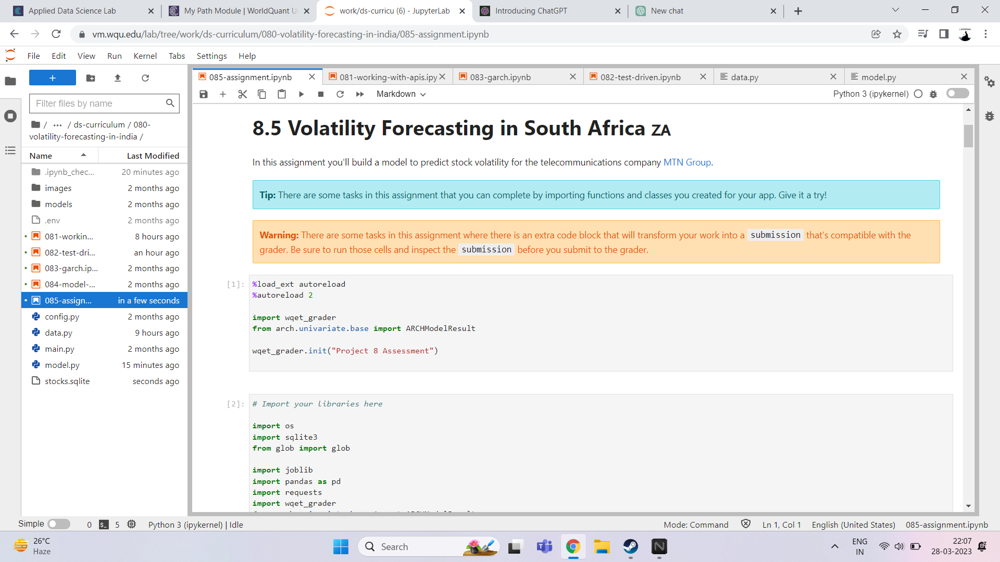 Applied Data Science Lab
My Path Module | WorldQuant U
work/ds-curricu (6) - JupyterLab
Introducing ChatGPT
New chat
vm.wqu.edu/lab/tree/work/ds-curriculum/080-volatility-forecasting-in-india/085-assignment.ipynb
File Edit View Run Kernel Tabs Settings Help
085-assignment.ipynb
081-working-with-apis.ipy
083-garch.ipynb
082-test-driven.ipynb
data.py
model.py
Markdown
Python 3 (ipykernel)
Filter files by name
/ ··· / ds-curriculum / 080-
volatility-forecasting-in-india /
Name Last Modified
.ipynb_chec... 20 minutes ago
images 2 months ago
models 2 months ago
.env 2 months ago
081-workin... 8 hours ago
082-test-dri... an hour ago
083-garch.ip... 2 months ago
084-model-... 2 months ago
085-assign... in a few seconds
config.py 2 months ago
data.py 9 hours ago
main.py 2 months ago
model.py 15 minutes ago
stocks.sqlite seconds ago
8.5 Volatility Forecasting in South Africa ZA
In this assignment you'll build a model to predict stock volatility for the telecommunications company MTN Group.
Tip: There are some tasks in this assignment that you can complete by importing functions and classes you created for your app. Give it a try!
Warning: There are some tasks in this assignment where there is an extra code block that will transform your work into a submission that's compatible with the
grader. Be sure to run those cells and inspect the submission before you submit to the grader.
[1]: %load_ext autoreload
%autoreload 2
import wqet_grader
from arch.univariate.base import ARCHModelResult
wqet_grader.init("Project 8 Assessment")
[2]: # Import your libraries here
import os
import sqlite3
from glob import glob
import joblib
import pandas as pd
import requests
import wqet_grader
Simple 0 $_ 5 Python 3 (ipykernel) | Idle
Mode: Command Ln 1, Col 1 English (United States) 085-assignment.ipynb
26°C
Haze
Search
ENG
IN
22:07
28-03-2023